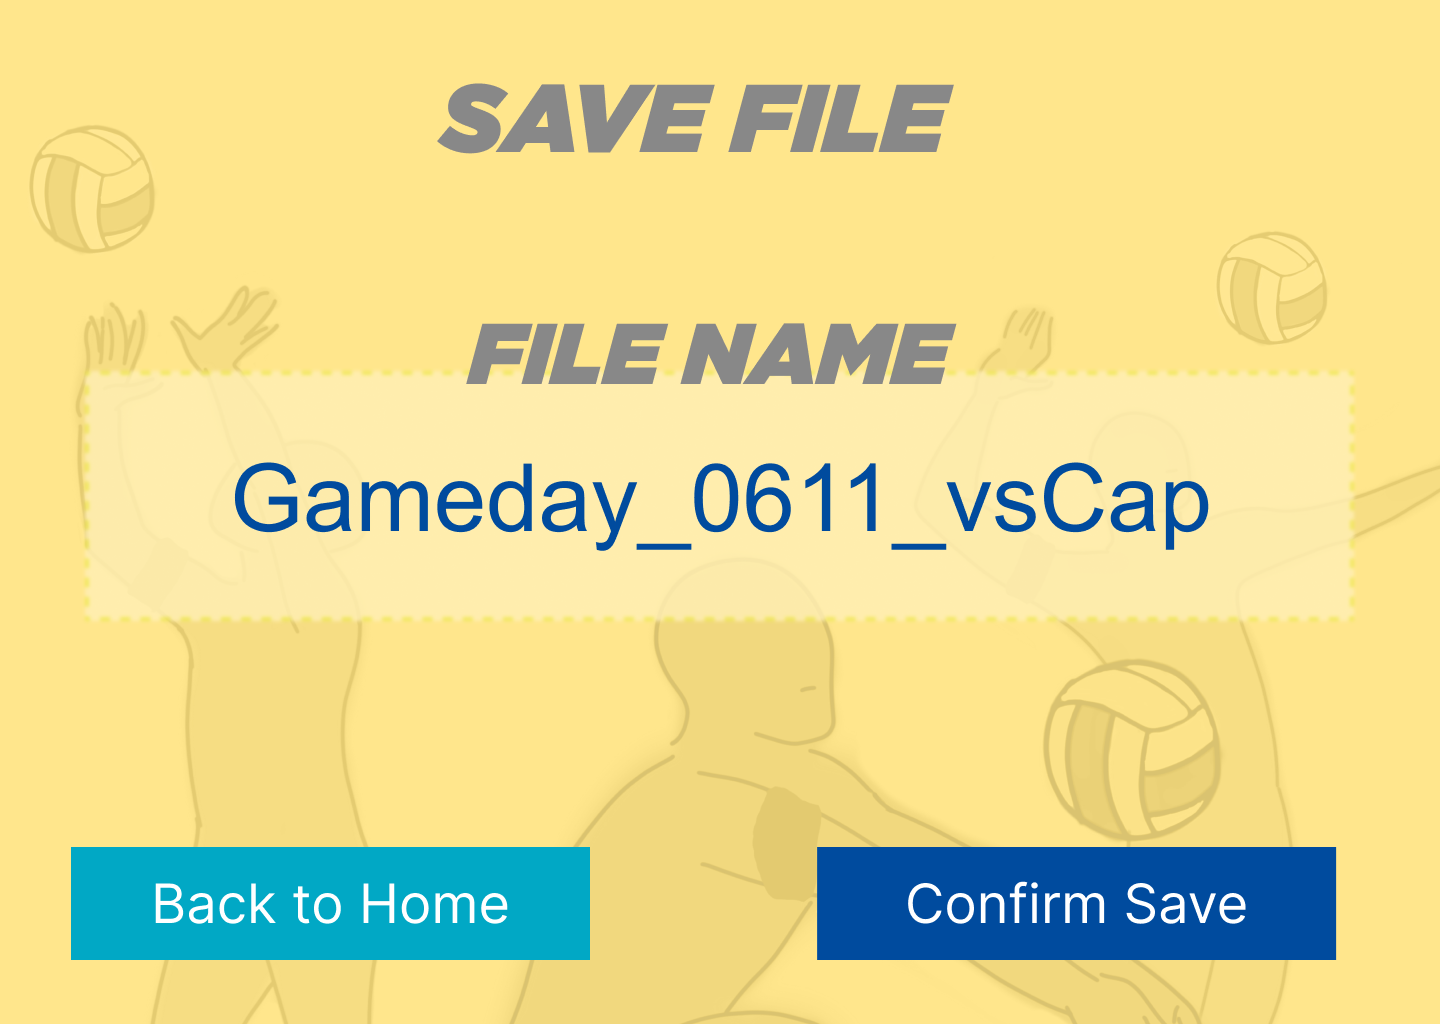 SAVE FILE
FILE NAME
Gameday_0611_vsCap
Back to Home
Confirm Save